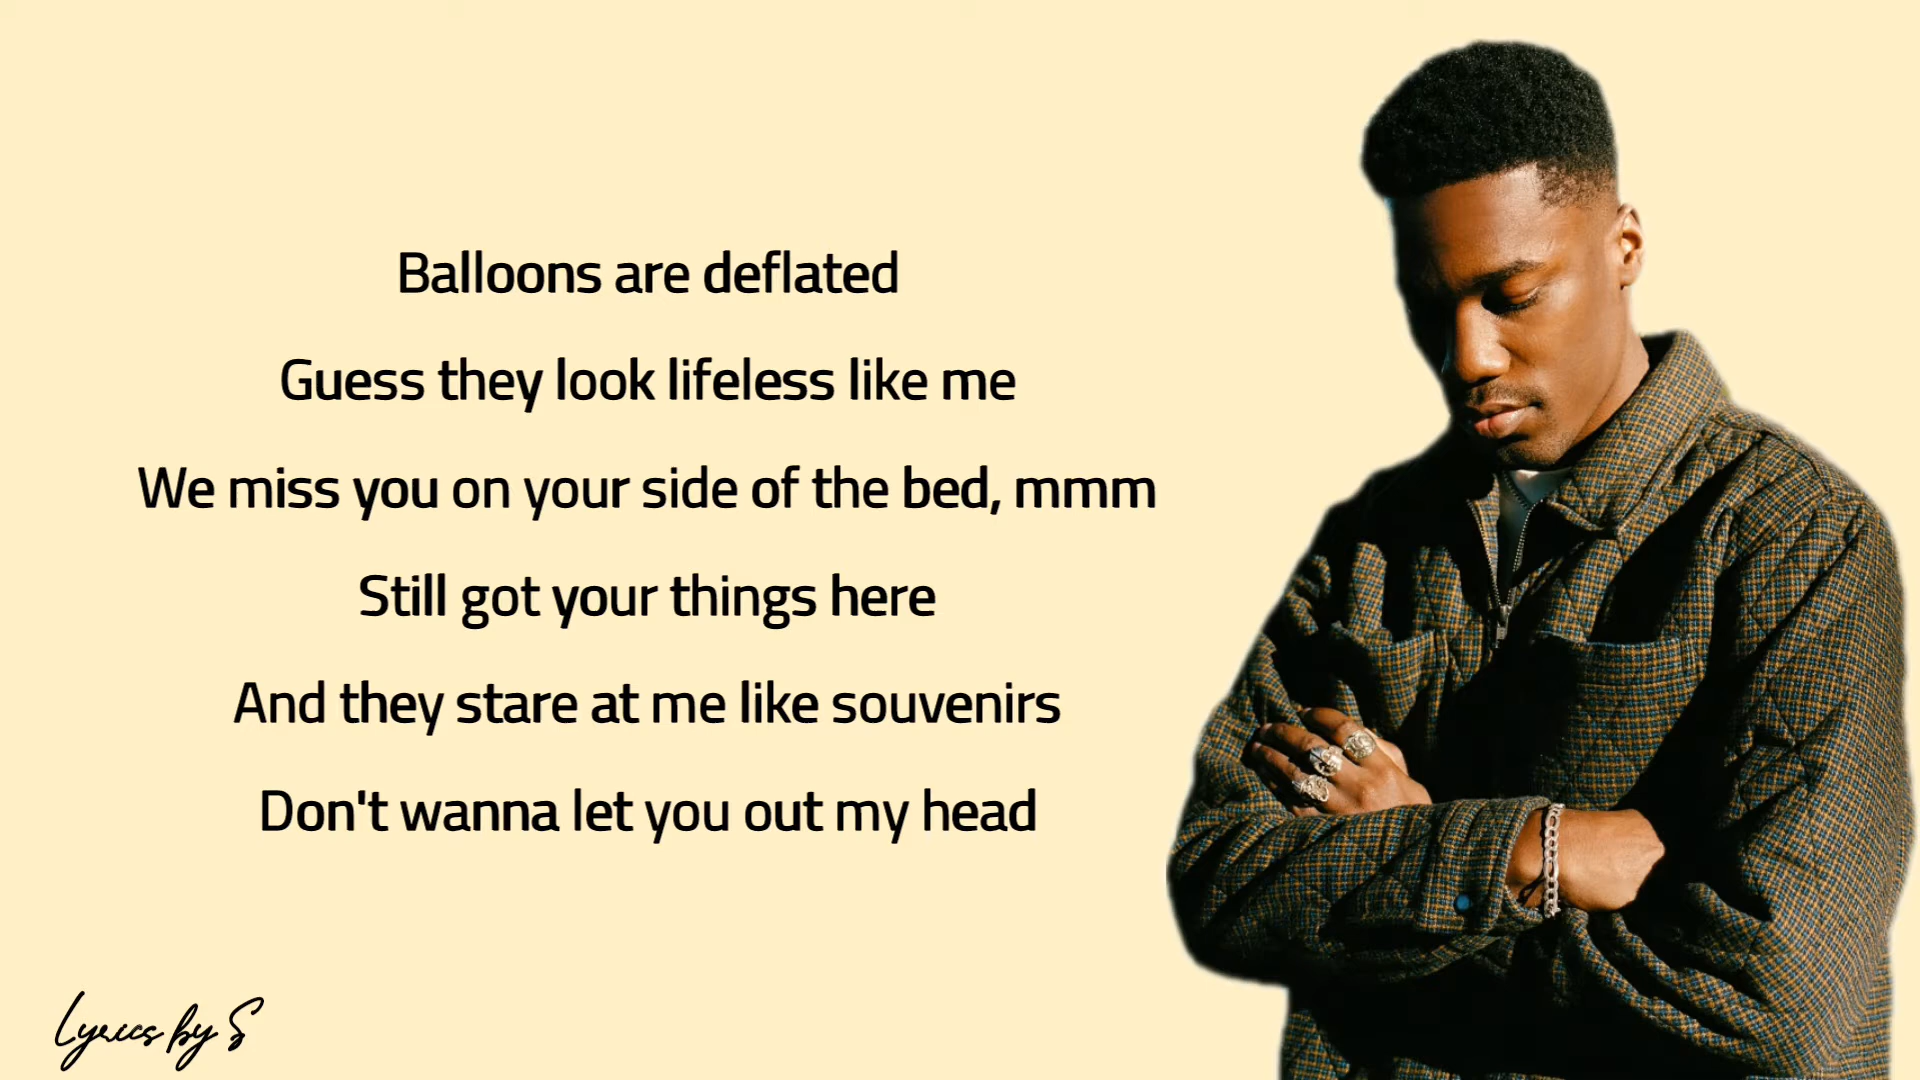 Balloons are deflated
Guess they look lifeless like me
We miss you on your side of the bed, mmm
Still got your things here
And they stare at me like souvenirs
Don't wanna let you out my head
Lyrics by S